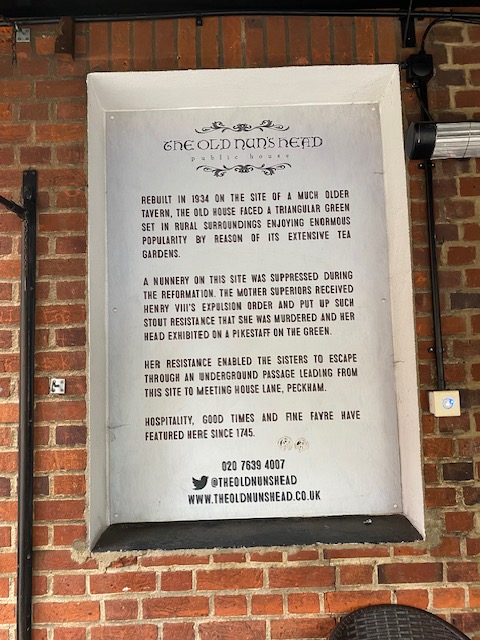 THE OLD NUN'S HEAD
public house
REBUILT IN 1934 ON THE SITE OF A MUCH OLDER
TAVERN, THE OLD HOUSE FACED A TRIANGULAR GREEN
SET IN RURAL SURROUNDINGS ENJOYING ENORMOUS
POPULARITY BY REASON OF ITS EXTENSIVE TEA
GARDENS.
A NUNNERY ON THIS SITE WAS SUPPRESSED DURING
THE REFORMATION. THE MOTHER SUPERIORS RECEIVED
HENRY VIII'S EXPULSION ORDER AND PUT UP SUCH
STOUT RESISTANCE THAT SHE WAS MURDERED AND HER
HEAD EXHIBITED ON A PIKESTAFF ON THE GREEN.
HER RESISTANCE ENABLED THE SISTERS TO ESCAPE
THROUGH AN UNDERGROUND PASSAGE LEADING FROM
THIS SITE TO MEETING HOUSE LANE, PECKHAM.
HOSPITALITY, GOOD TIMES AND FINE FAYRE HAVE
FEATURED HERE SINCE 1745.
020 7639 4007
@THEOLDNUNSHEAD
WWW.THEOLDNUNSHEAD.CO.UK